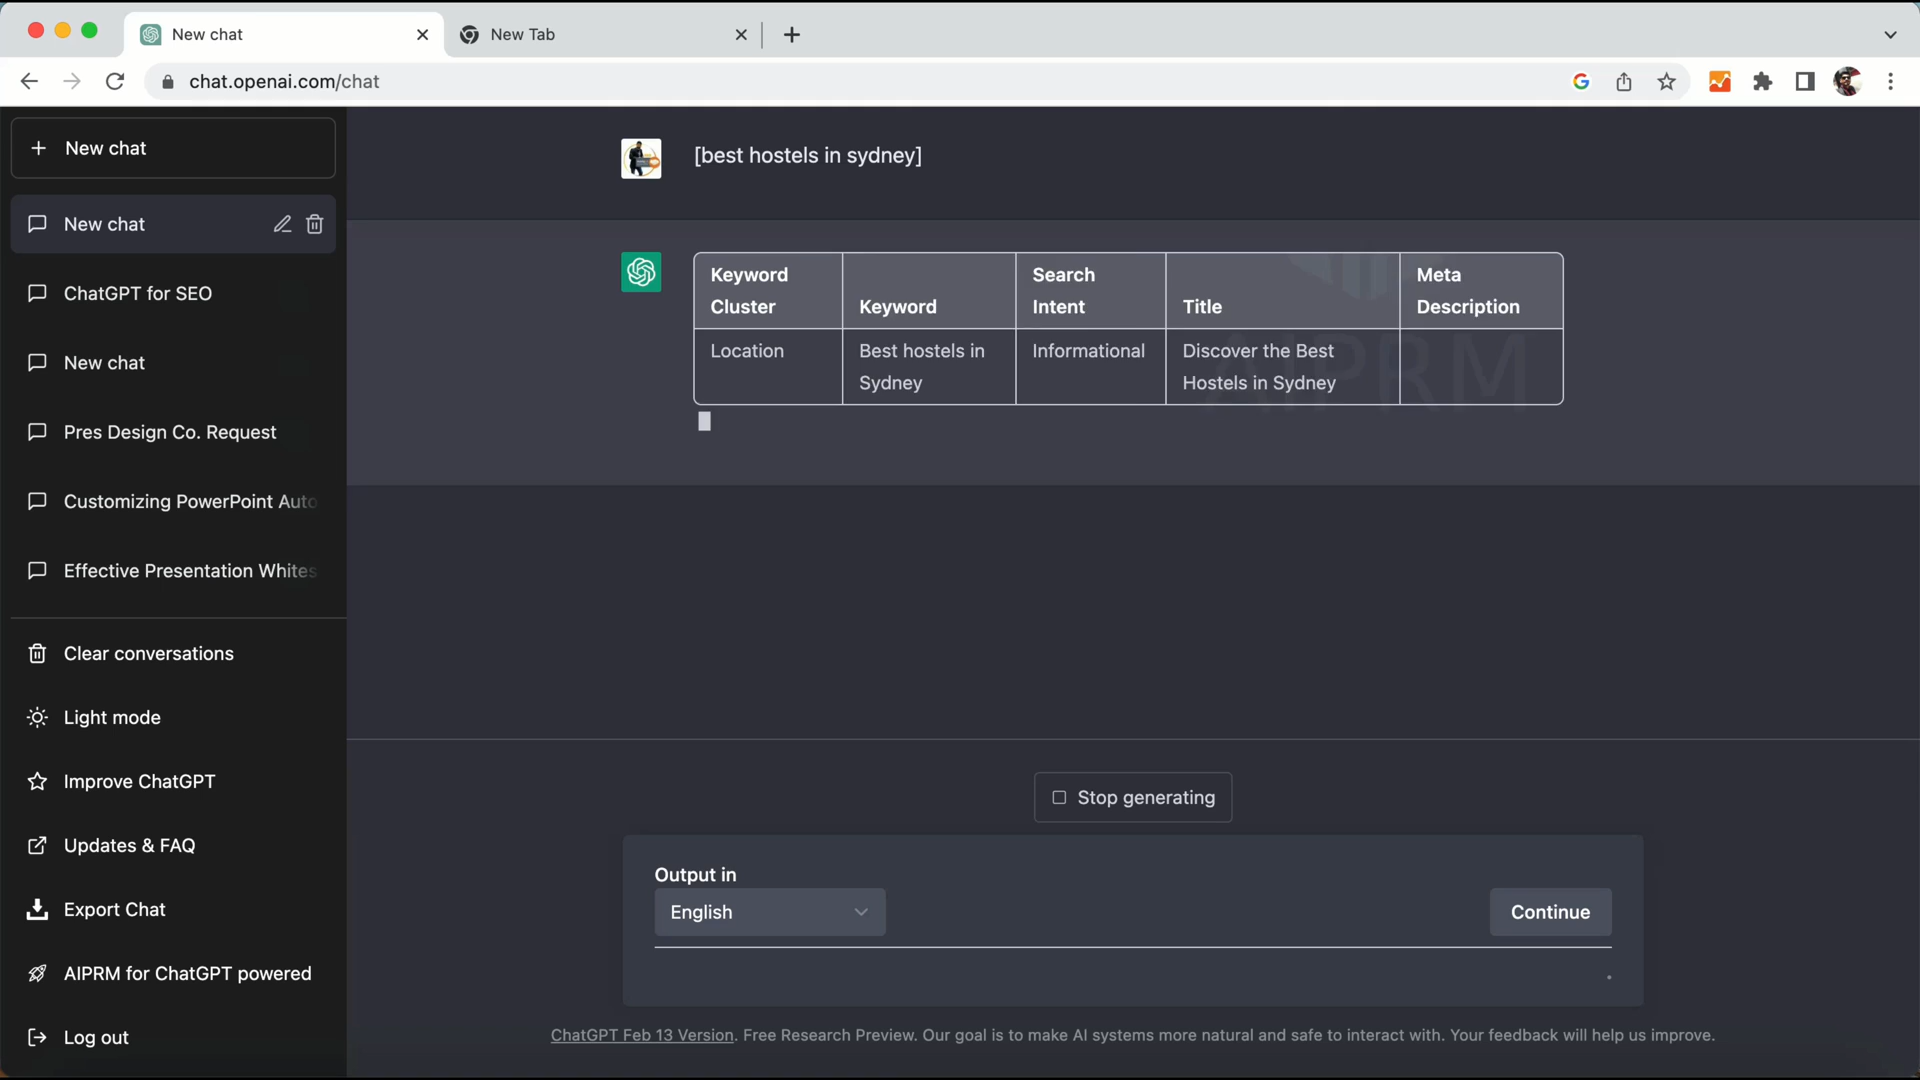 New chat
New Tab
chat.openai.com/chat
New chat
New chat
ChatGPT for SEO
New chat
Pres Design Co. Request
Customizing PowerPoint Auto
Effective Presentation Whites
Clear conversations
Light mode
Improve ChatGPT
Updates & FAQ
Export Chat
AIPRM for ChatGPT powered
Log out
[best hostels in sydney]
Keyword
Cluster
Keyword
Search
Intent
Title
Meta
Description
Location
Best hostels in
Sydney
Informational
Discover the Best
Hostels in Sydney
AIPRM
Stop generating
Output in
English
Continue
ChatGPT Feb 13 Version. Free Research Preview. Our goal is to make AI systems more natural and safe to interact with. Your feedback will help us improve.